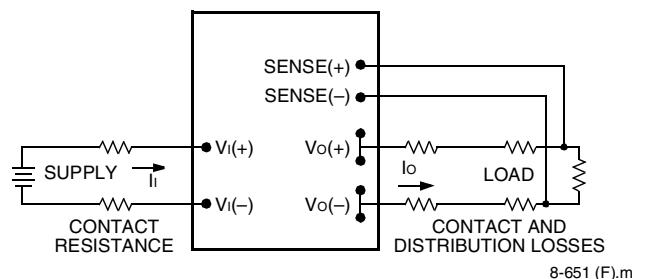 SENSE(+)
SENSE(–)
VI(+)
VO(+)
SUPPLY
II
IO
LOAD
VI(–)
VO(–)
CONTACT
RESISTANCE
CONTACT AND
DISTRIBUTION LOSSES
8-651 (F).m